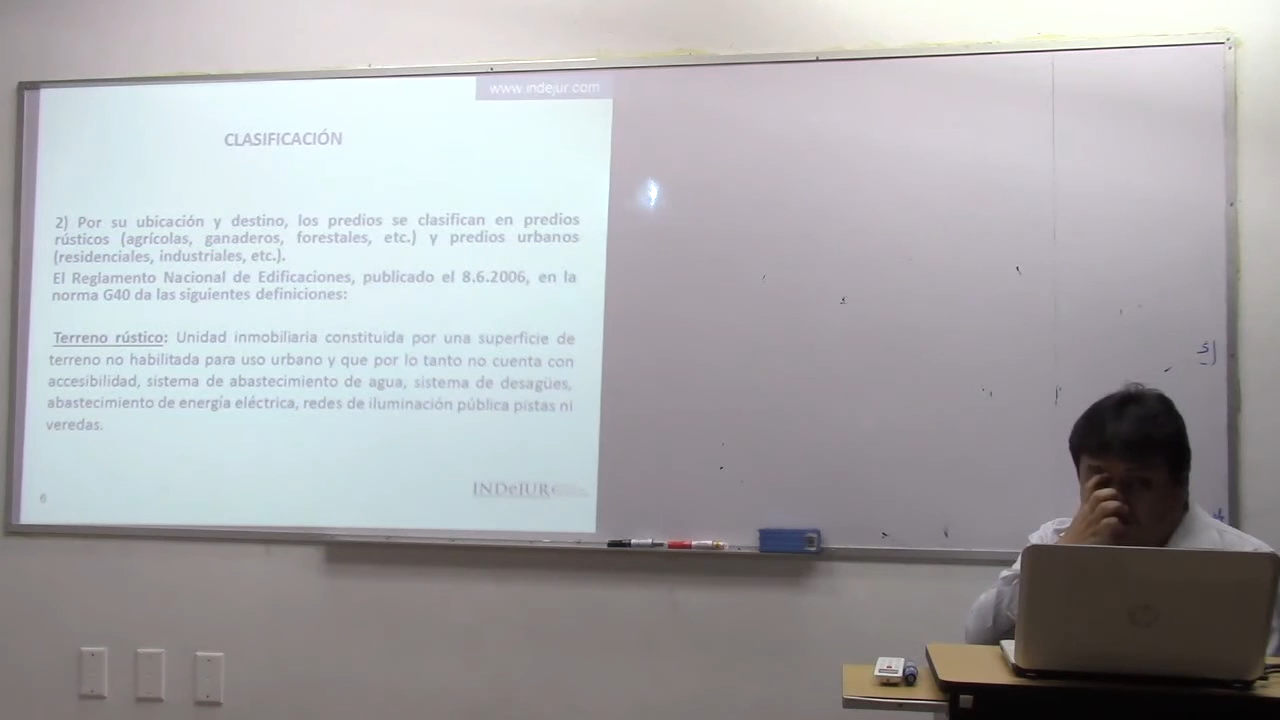 www.indejur.com
CLASIFICACIÓN
2) Por su ubicación y destino, los predios se clasifican en predios
rústicos (agrícolas, ganaderos, forestales, etc.) y predios urbanos
(residenciales, industriales, etc.).
El Reglamento Nacional de Edificaciones, publicado el 8.6.2006, en la
norma G40 da las siguientes definiciones:
Terreno rústico: Unidad inmobiliaria constituida por una superficie de
terreno no habilitada para uso urbano y que por lo tanto no cuenta con
accesibilidad, sistema de abastecimiento de agua, sistema de desagües,
abastecimiento de energía eléctrica, redes de iluminación pública pistas ni
veredas.
INDeJUR
6
hp